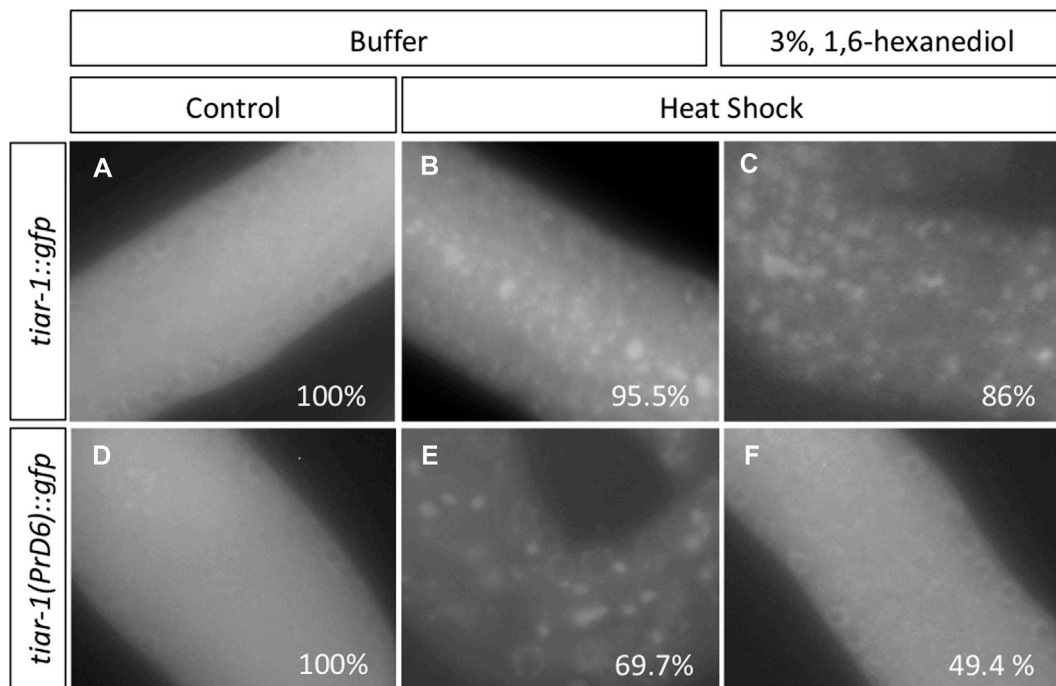 Buffer
3%, 1,6-hexanediol
Control
Heat Shock
tiar-1::gfp
A
100%
B
95.5%
C
86%
tiar-1(PrD6)::gfp
D
100%
E
69.7%
F
49.4 %